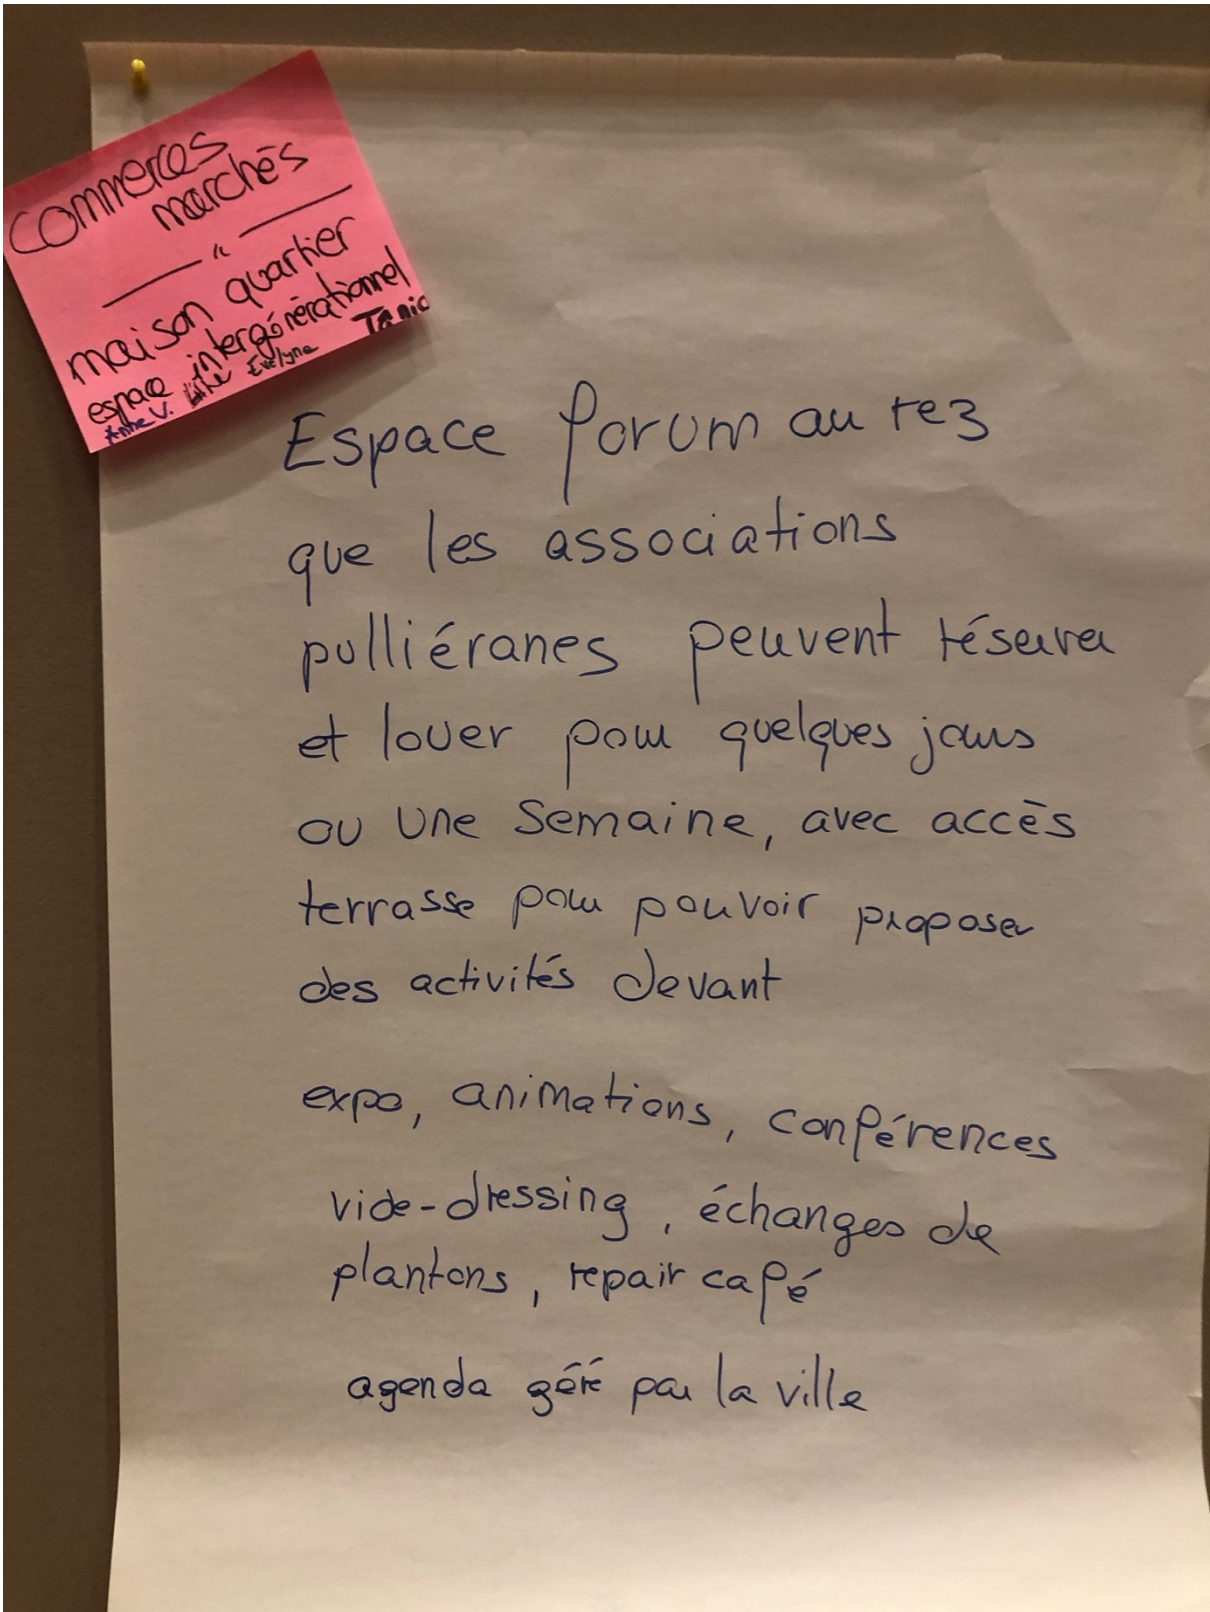 Commerces
marchés
— " —
maison quartier
espace intergénérationnel
Anne V. Evelyne
Espace forum au rez
que les associations
pulliéranes peuvent réserver
et louer pour quelques jours
ou une semaine, avec accès
terrasse pour pouvoir proposer
des activités devant
expo, animations, conférences
vide-dressing, échanges de
plantons, repair café
agenda géré par la ville